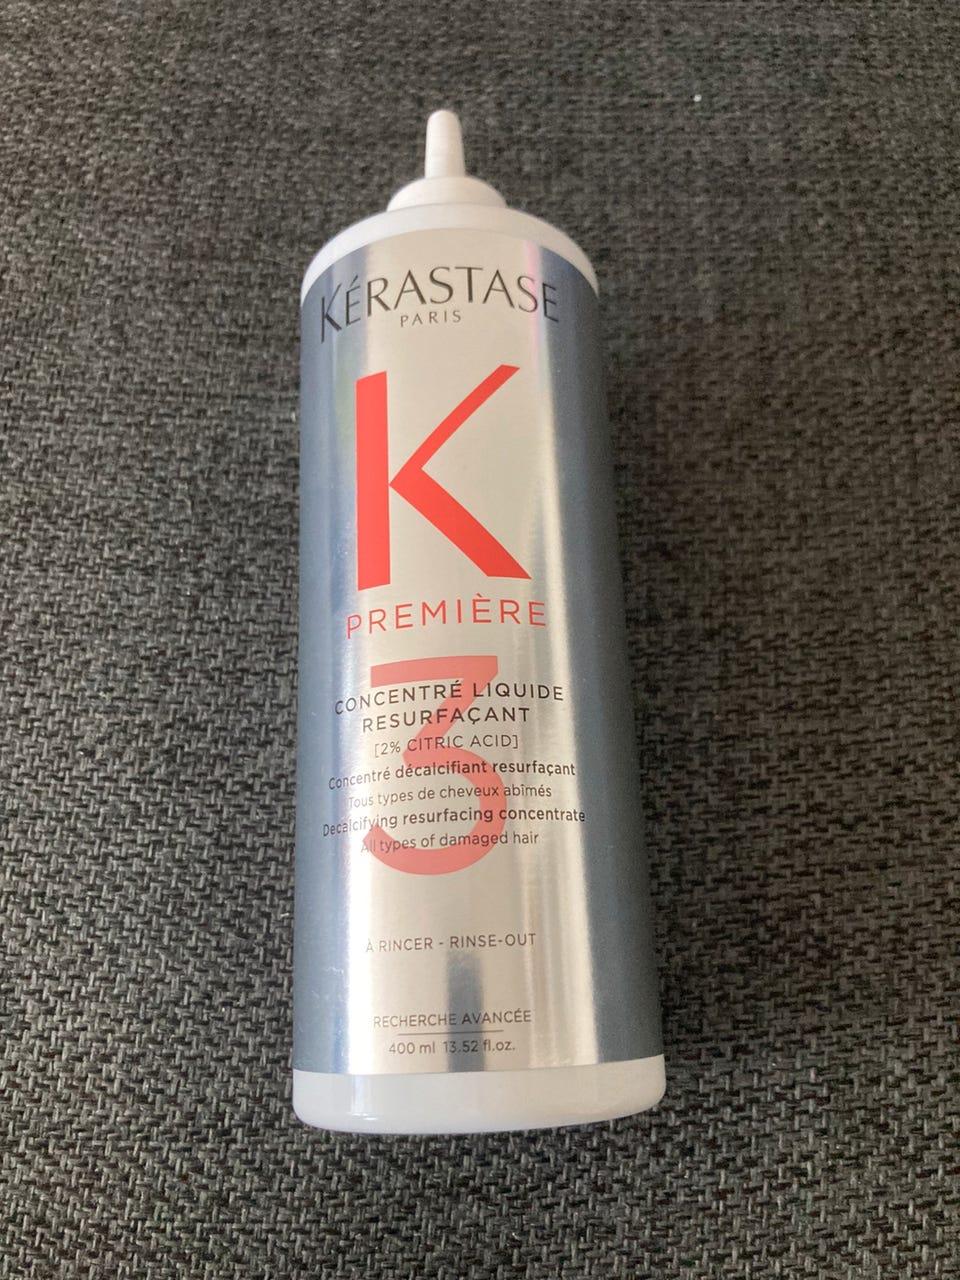 KÉRASTASE
PARIS
K
PREMIÈRE
3
CONCENTRÉ LIQUIDE
RESURFAÇANT
[2% CITRIC ACID]
Concentré décalcifiant resurfaçant
Tous types de cheveux abîmés
Decalcifying resurfacing concentrate
All types of damaged hair
À RINCER - RINSE-OUT
RECHERCHE AVANCÉE
400 ml 13.52 fl.oz.